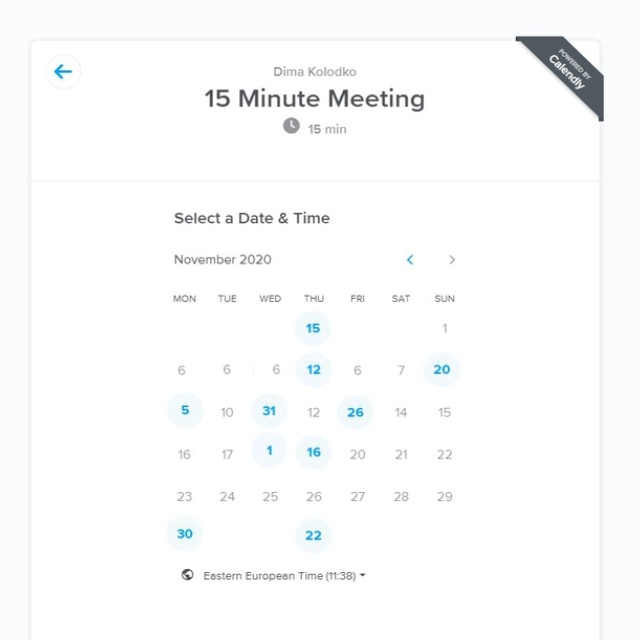 POWERED BY
Calendly
Dima Kolodko
15 Minute Meeting
15 min
Select a Date & Time
November 2020
MON TUE WED THU FRI SAT SUN
15 1
6 6 6 12 6 7 20
5 10 31 12 26 14 15
16 17 1 16 20 21 22
23 24 25 26 27 28 29
30 22
Eastern European Time (11:38)